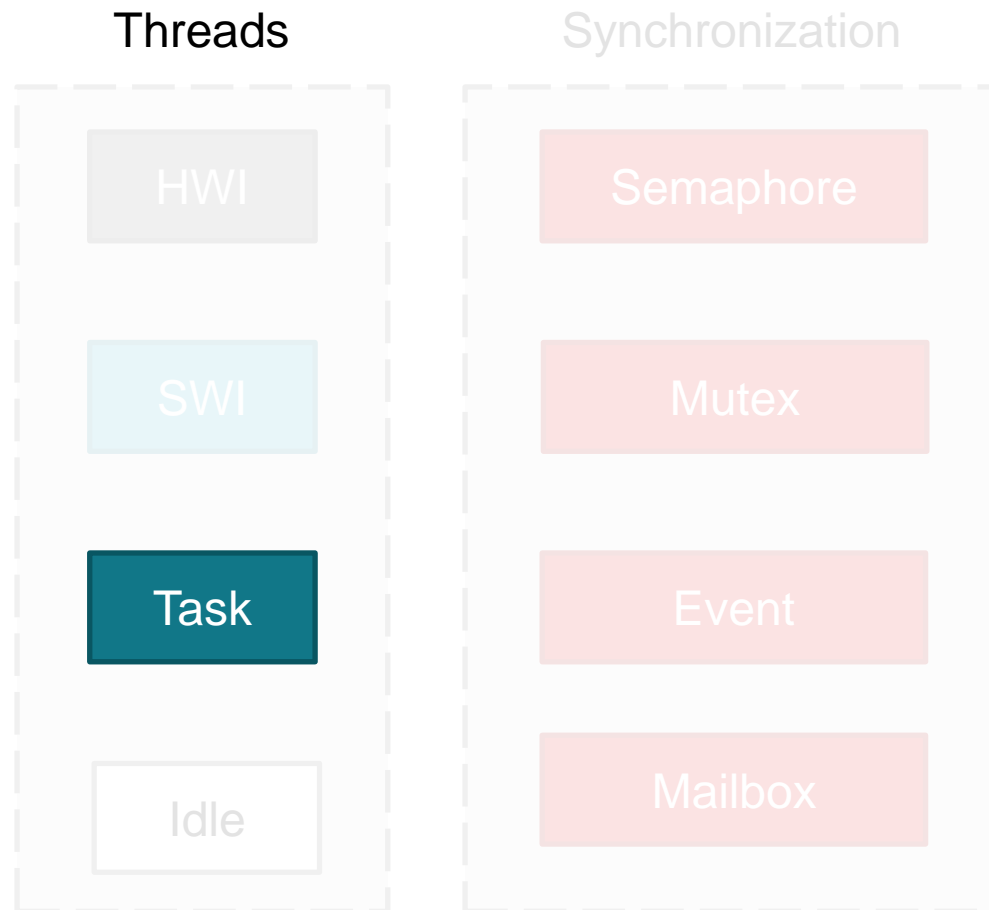 Threads
HWI
SWI
Task
Idle
Synchronization
Semaphore
Mutex
Event
Mailbox